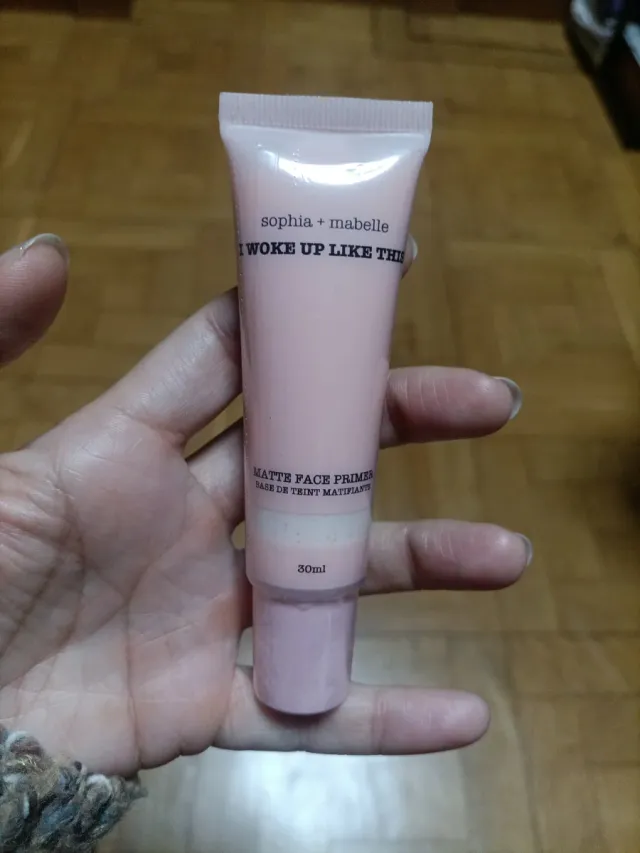 sophia + mabelle
I WOKE UP LIKE THIS
MATTE FACE PRIMER
BASE DE TEINT MATIFIANTE
30ml